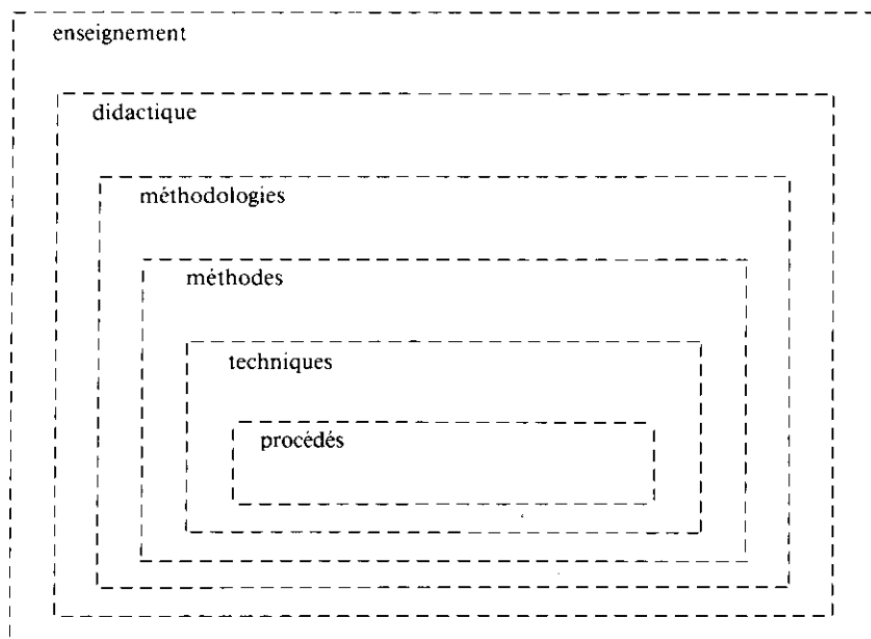 enseignement
didactique
méthodologies
méthodes
techniques
procédés